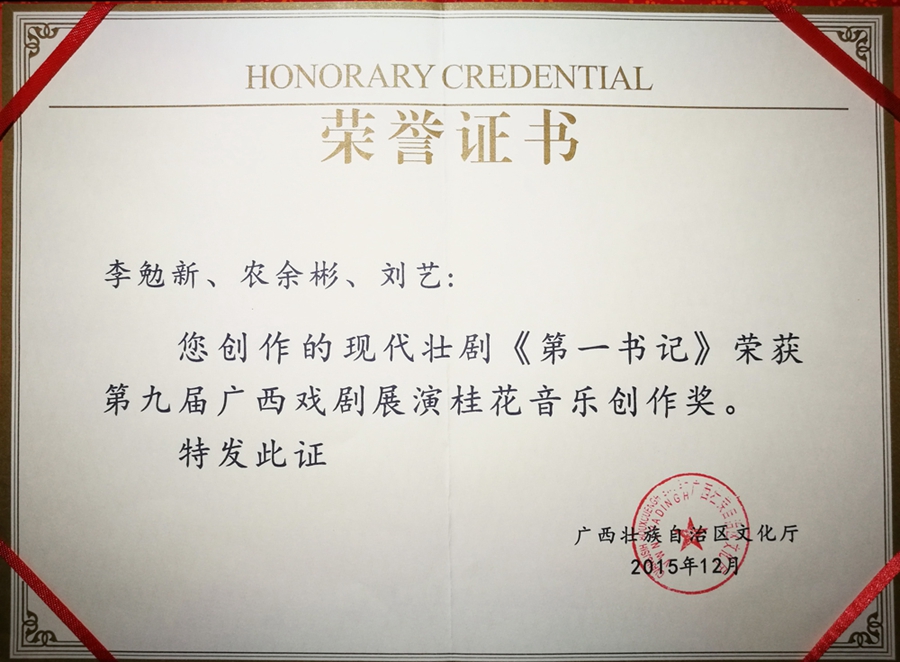 HONORARY CREDENTIAL
荣誉证书
李勉新、农余彬、刘艺:
您创作的现代壮剧《第一书记》荣获
第九届广西戏剧展演桂花音乐创作奖。
特发此证
广西壮族自治区文化厅
2015年12月